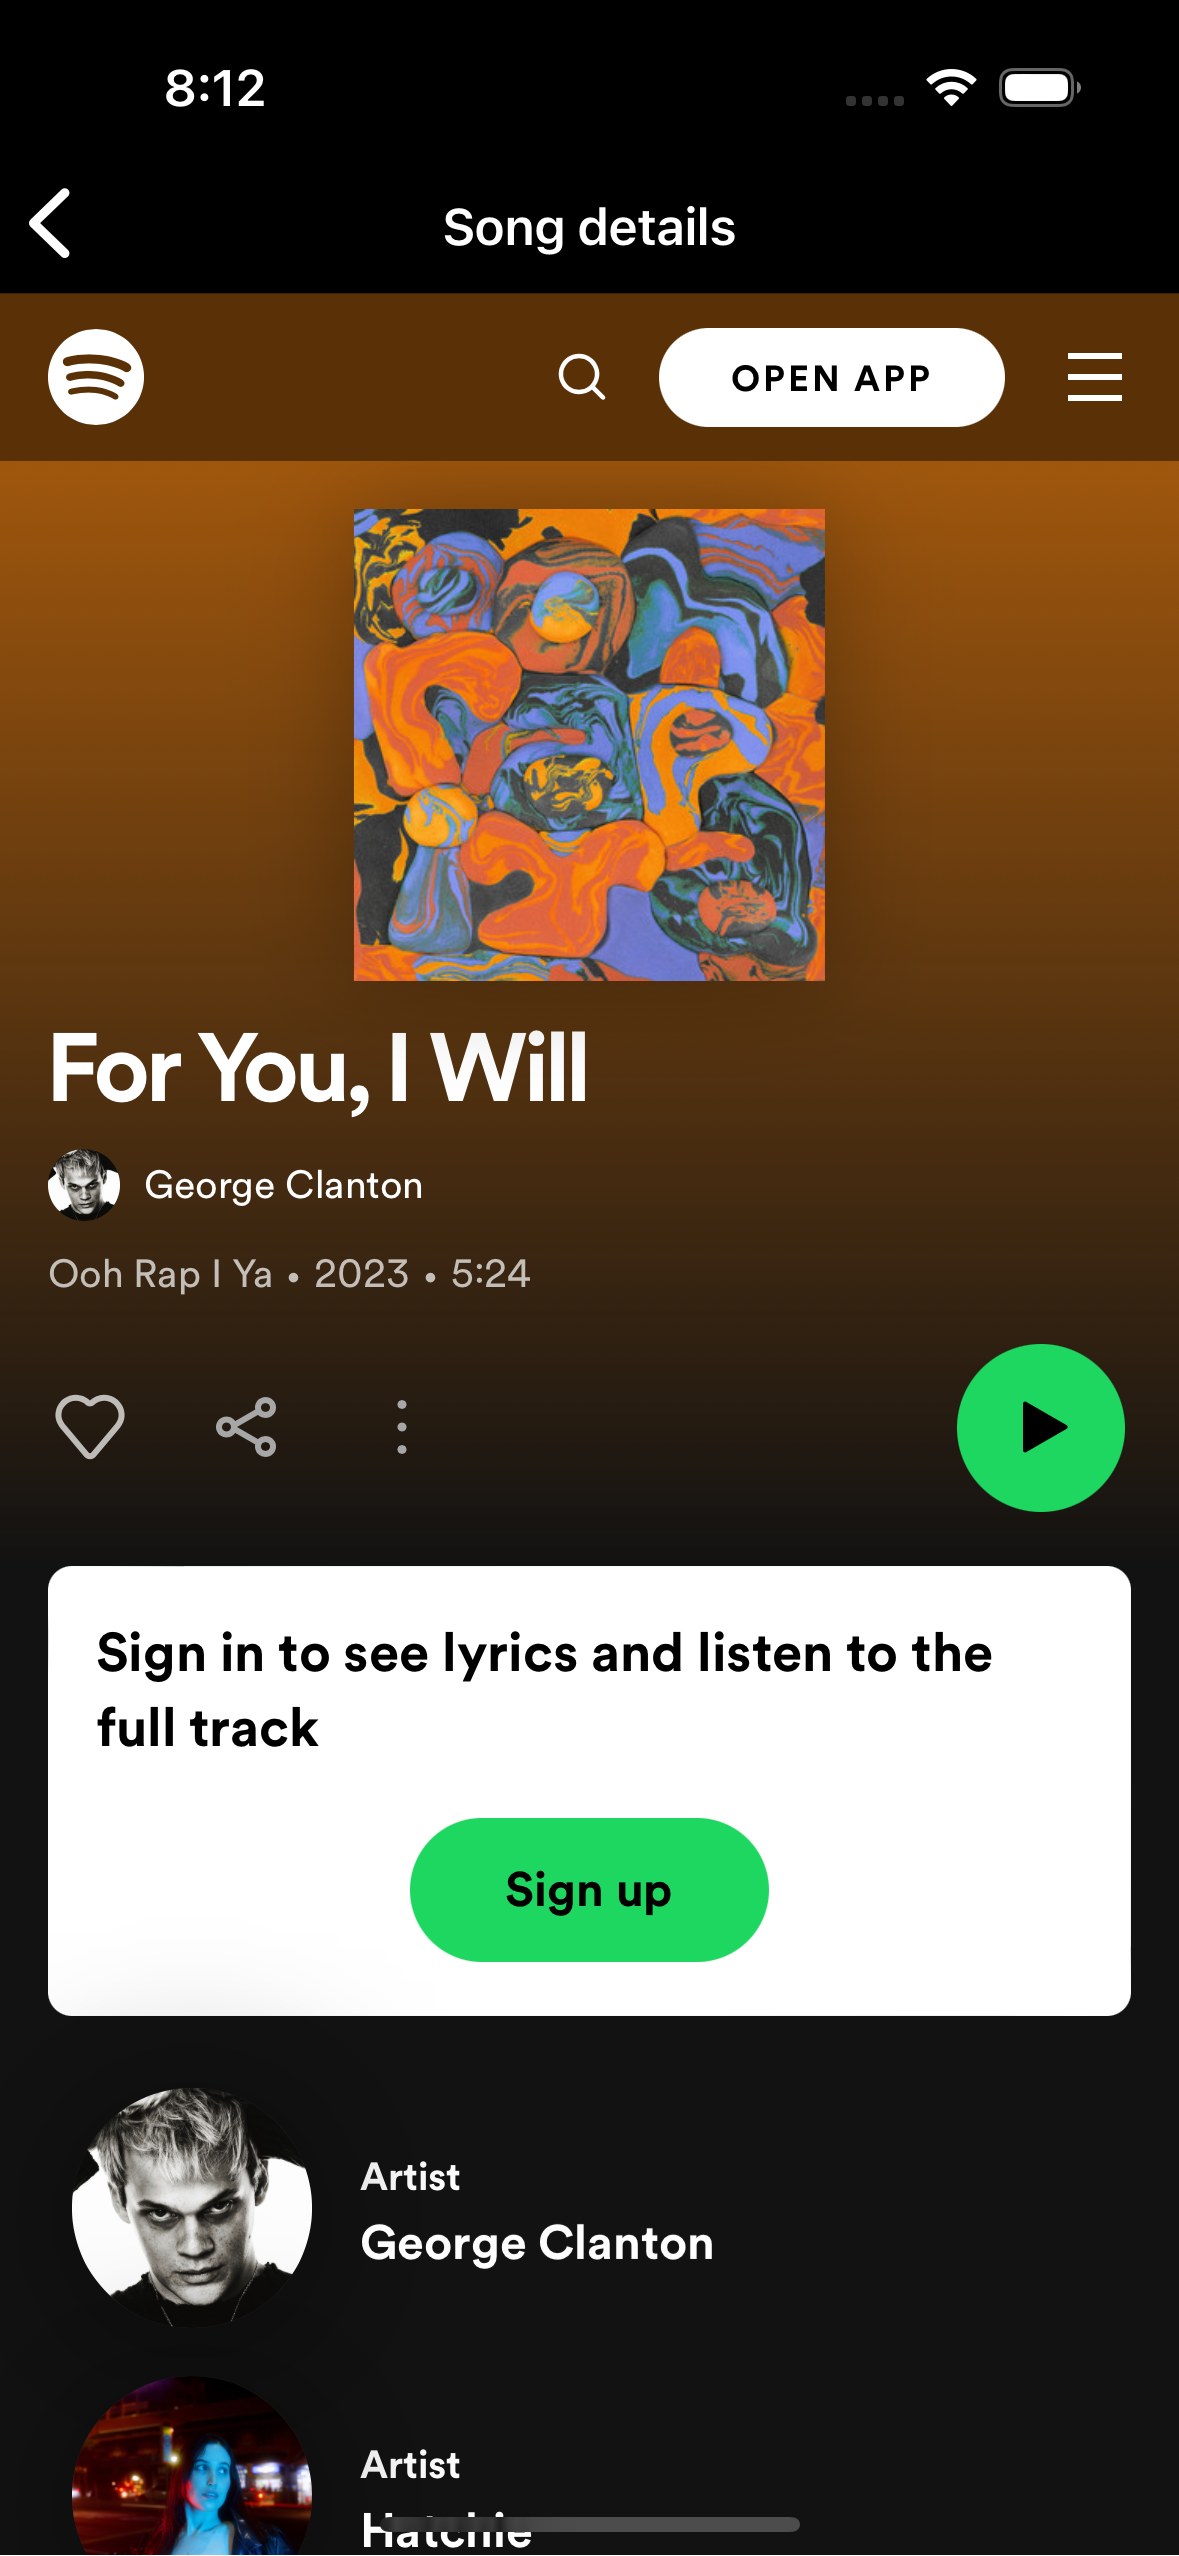 8:12
Song details
OPEN APP
For You, I Will
George Clanton
Ooh Rap I Ya • 2023 • 5:24
Sign in to see lyrics and listen to the
full track
Sign up
Artist
George Clanton
Artist
Hatchie